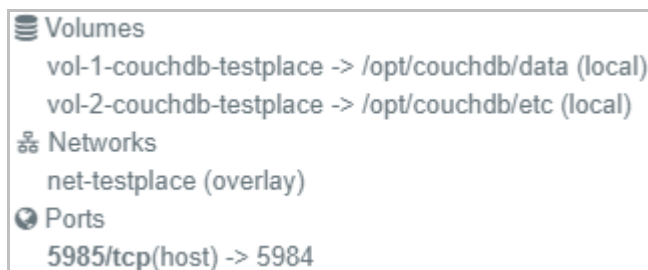 Volumes
vol-1-couchdb-testplace -> /opt/couchdb/data (local)
vol-2-couchdb-testplace -> /opt/couchdb/etc (local)
Networks
net-testplace (overlay)
Ports
5985/tcp(host) -> 5984